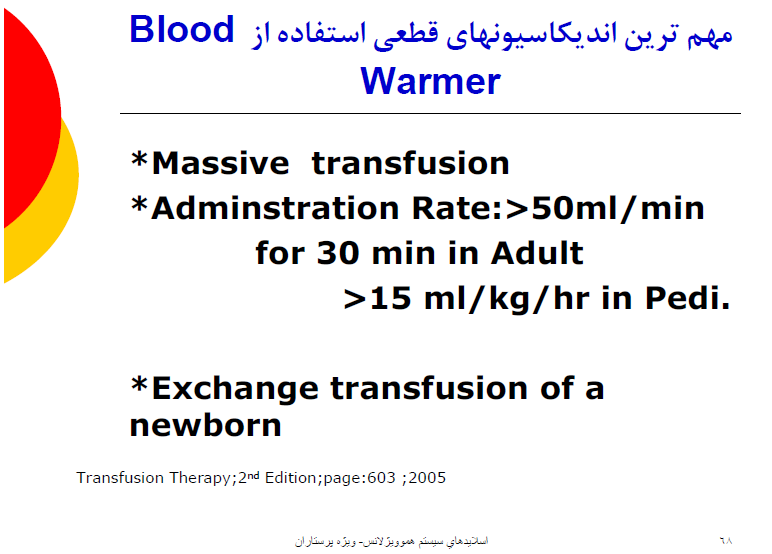 مهم ترین اندیکاسیونهای قطعی استفاده از Blood
Warmer
*Massive transfusion
*Adminstration Rate:>50ml/min
for 30 min in Adult
>15 ml/kg/hr in Pedi.
*Exchange transfusion of a
newborn
Transfusion Therapy;2nd Edition;page:603 ;2005
اسلایدهاي سیستم هموویژلانس- ویژه پرستاران
٦٨